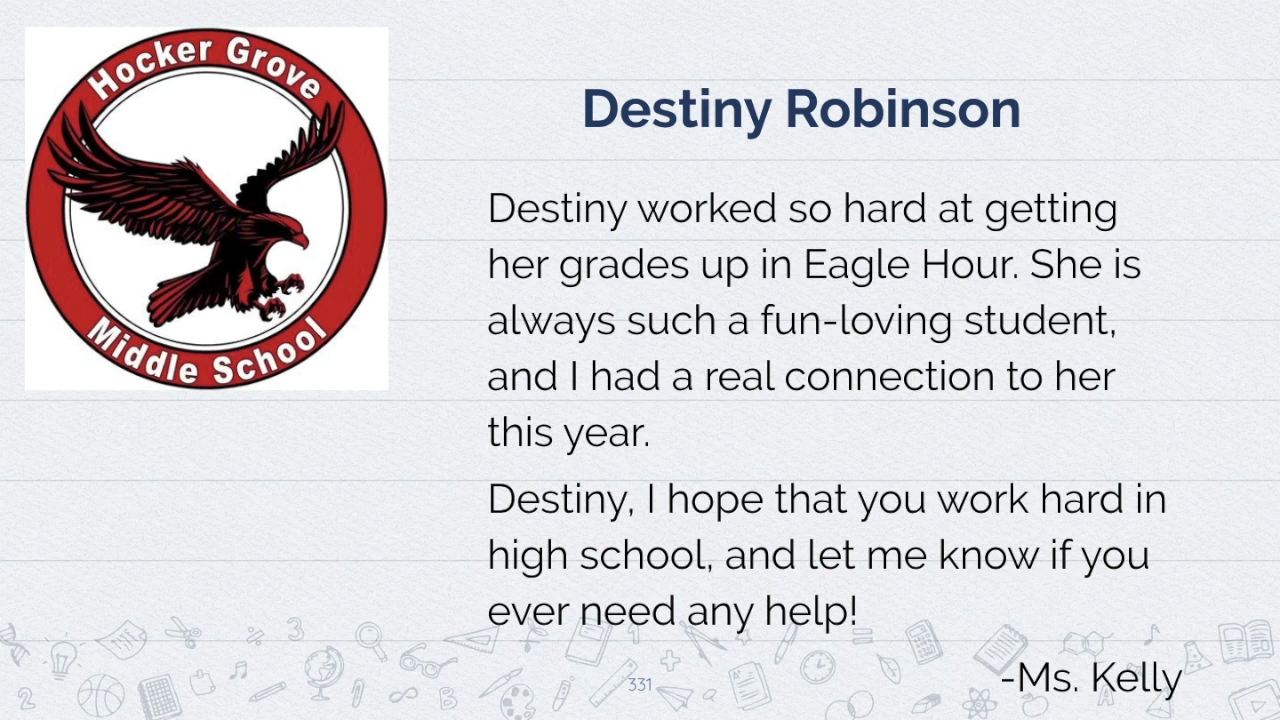 Hocker Grove
Middle School
Destiny Robinson
Destiny worked so hard at getting
her grades up in Eagle Hour. She is
always such a fun-loving student,
and I had a real connection to her
this year.
Destiny, I hope that you work hard in
high school, and let me know if you
ever need any help!
-Ms. Kelly
331